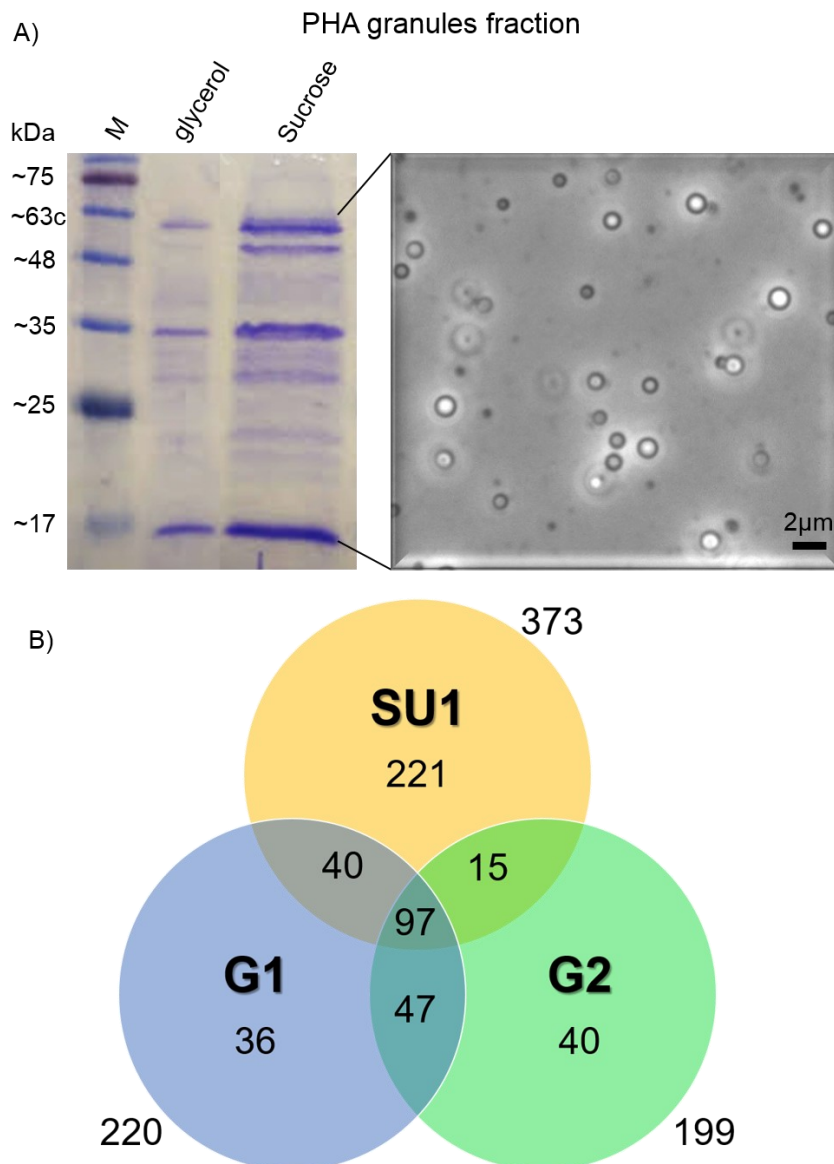 A)
PHA granules fraction
kDa
M
glycerol
Sucrose
~75
~63c
~48
~35
~25
~17
2µm
B)
373
SU1
221
40
15
97
G1
G2
47
36
40
220
199